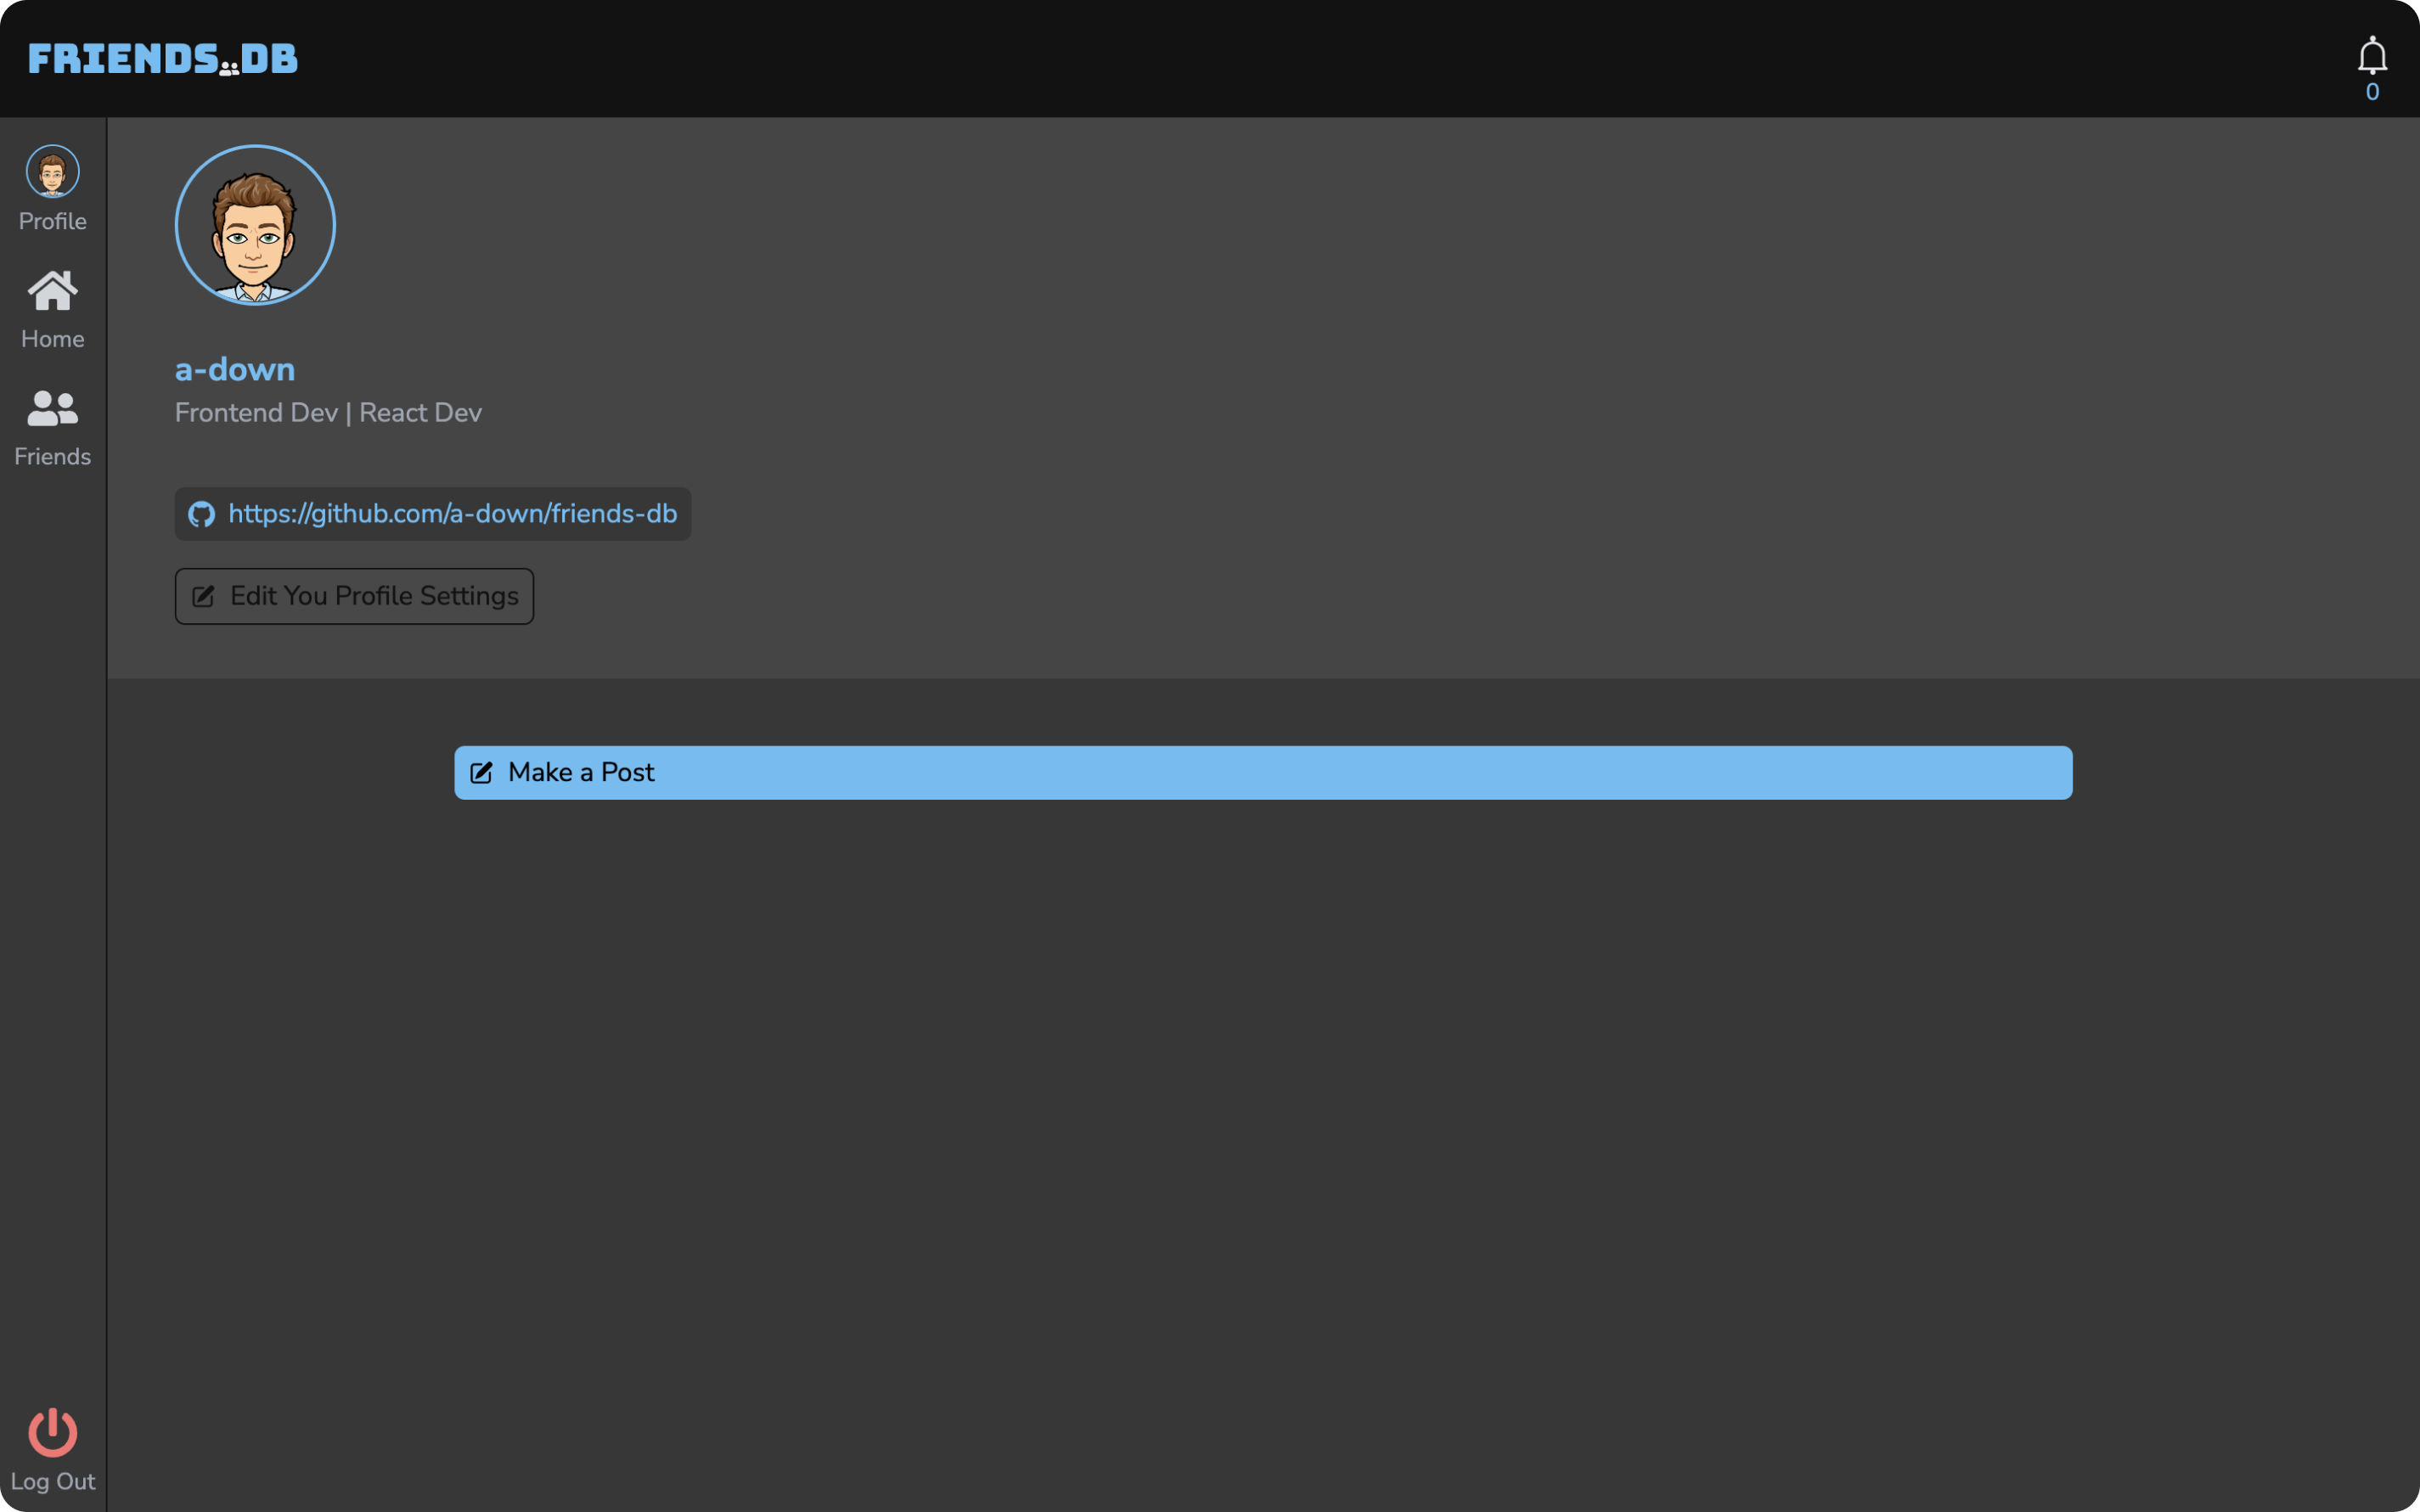 FRIENDS.DB
0
Profile
Home
Friends
a-down
Frontend Dev | React Dev
https://github.com/a-down/friends-db
Edit You Profile Settings
Make a Post
Log Out